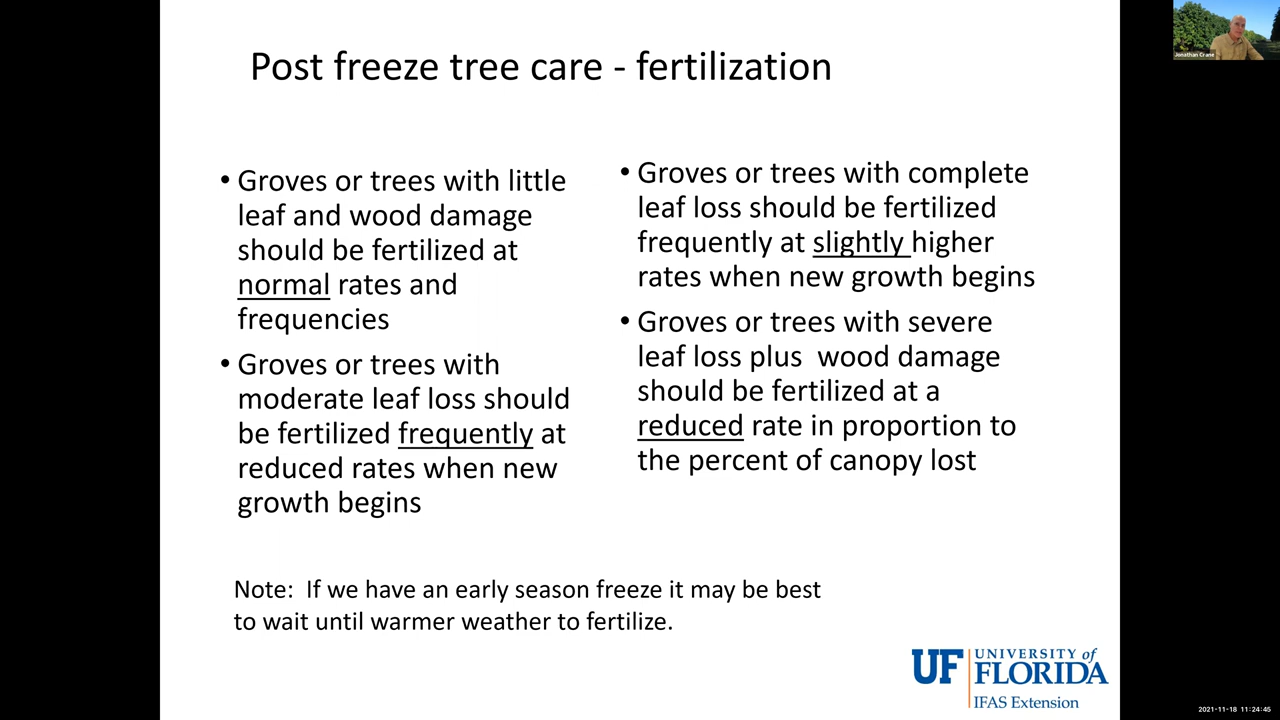 Post freeze tree care - fertilization
• Groves or trees with little
leaf and wood damage
should be fertilized at
normal rates and
frequencies
• Groves or trees with
moderate leaf loss should
be fertilized frequently at
reduced rates when new
growth begins
• Groves or trees with complete
leaf loss should be fertilized
frequently at slightly higher
rates when new growth begins
• Groves or trees with severe
leaf loss plus  wood damage
should be fertilized at a
reduced rate in proportion to
the percent of canopy lost
Note:  If we have an early season freeze it may be best
to wait until warmer weather to fertilize.
UF UNIVERSITY of
FLORIDA
IFAS Extension
Jonathan Crane
2021-11-18 11:24:45